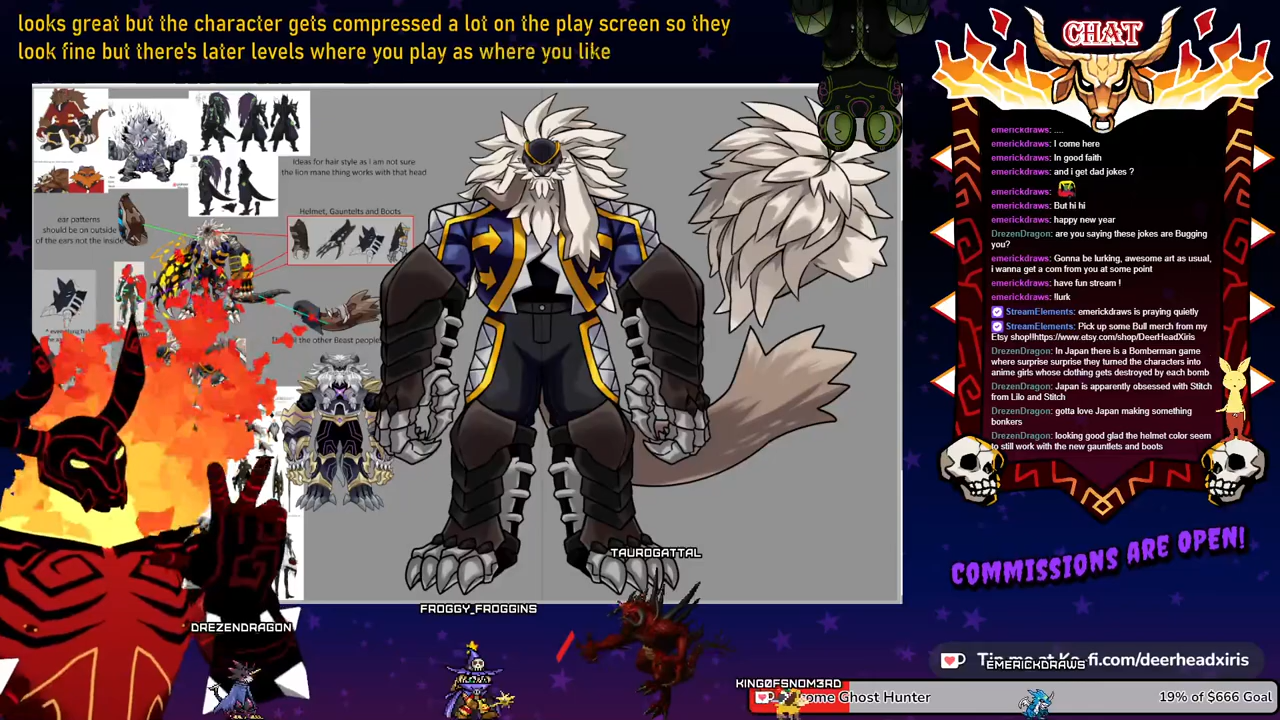 looks great but the character gets compressed a lot on the play screen so they
look fine but there's later levels where you play as where you like
CHAT
emerickdraws: ....
emerickdraws: I come here
emerickdraws: In good faith
emerickdraws: and i get dad jokes ?
emerickdraws:
emerickdraws: But hi hi
emerickdraws: happy new year
DrezenDragon: are you saying these jokes are Bugging
you?
emerickdraws: Gonna be lurking, awesome art as usual,
i wanna get a com from you at some point
emerickdraws: have fun stream !
emerickdraws: !lurk
StreamElements: emerickdraws is praying quietly
StreamElements: Pick up some Bull merch from my
Etsy shop!!https://www.etsy.com/shop/DeerHeadXiris
DrezenDragon: In Japan there is a Bomberman game
where surprise surprise they turned the characters into
anime girls whose clothing gets destroyed by each bomb
DrezenDragon: Japan is apparently obsessed with Stitch
from Lilo and Stitch
DrezenDragon: gotta love Japan making something
bonkers
DrezenDragon: looking good glad the helmet color seem
to still work with the new gauntlets and boots
Ideas for hair style as I am not sure
the lion mane thing works with that head
ear patterns
should be on outside
of the ears not the inside
Helmet, Gauntelts and Boots
the other Beast people
COMMISSIONS ARE OPEN!
TAUROGATTAL
FROGGY_FROGGINS
DREZENDRAGON
KING0FSNOM3RD
EMERICKDRAWS
Tip me at Ko-fi.com/deerheadxiris
ome Ghost Hunter
19% of $666 Goal